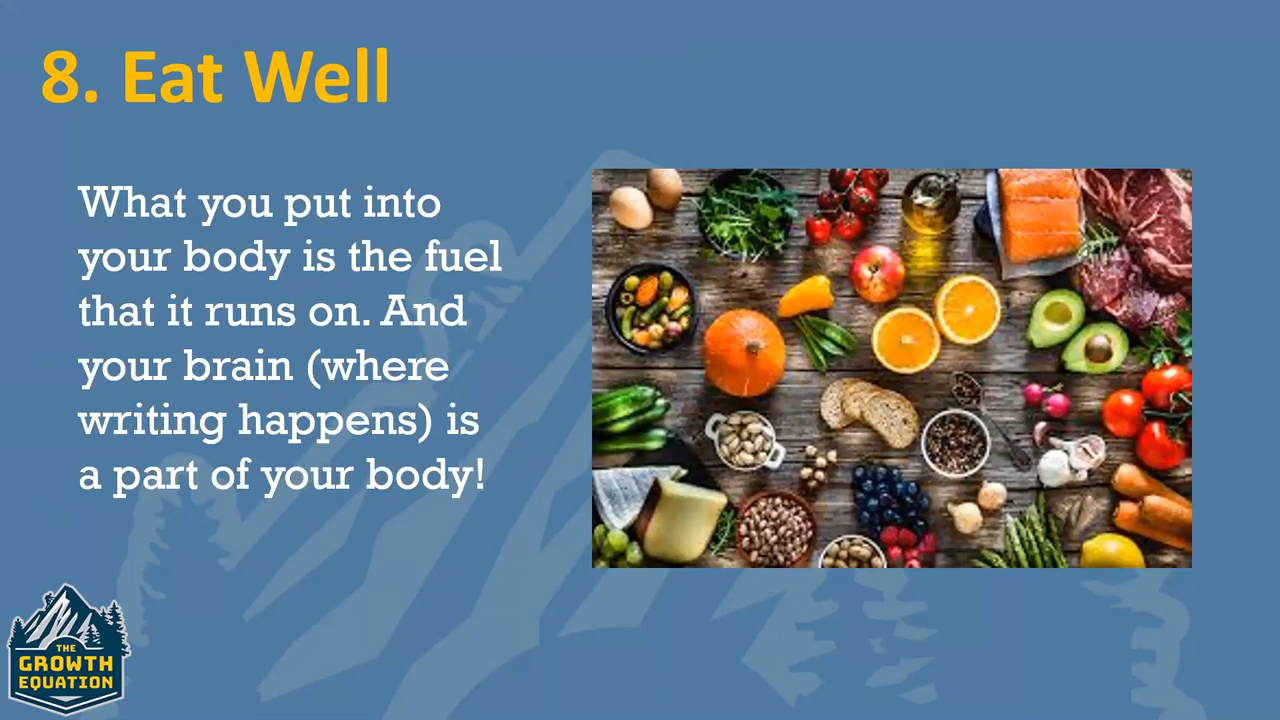 8. Eat Well
What you put into
your body is the fuel
that it runs on. And
your brain (where
writing happens) is
a part of your body!
THE
GROWTH
EQUATION